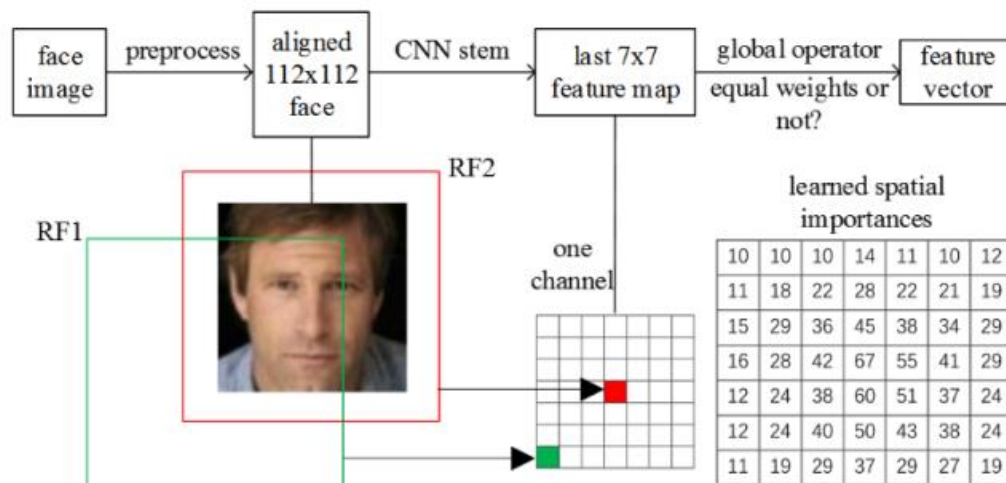 face
image
preprocess
aligned
112x112
face
CNN stem
last 7x7
feature map
global operator
equal weights or
not?
feature
vector
RF2
RF1
one
channel
learned spatial
importances
10 10 10 14 11 10 12
11 18 22 28 22 21 19
15 29 36 45 38 34 29
16 28 42 67 55 41 29
12 24 38 60 51 37 24
12 24 40 50 43 38 24
11 19 29 37 29 27 19